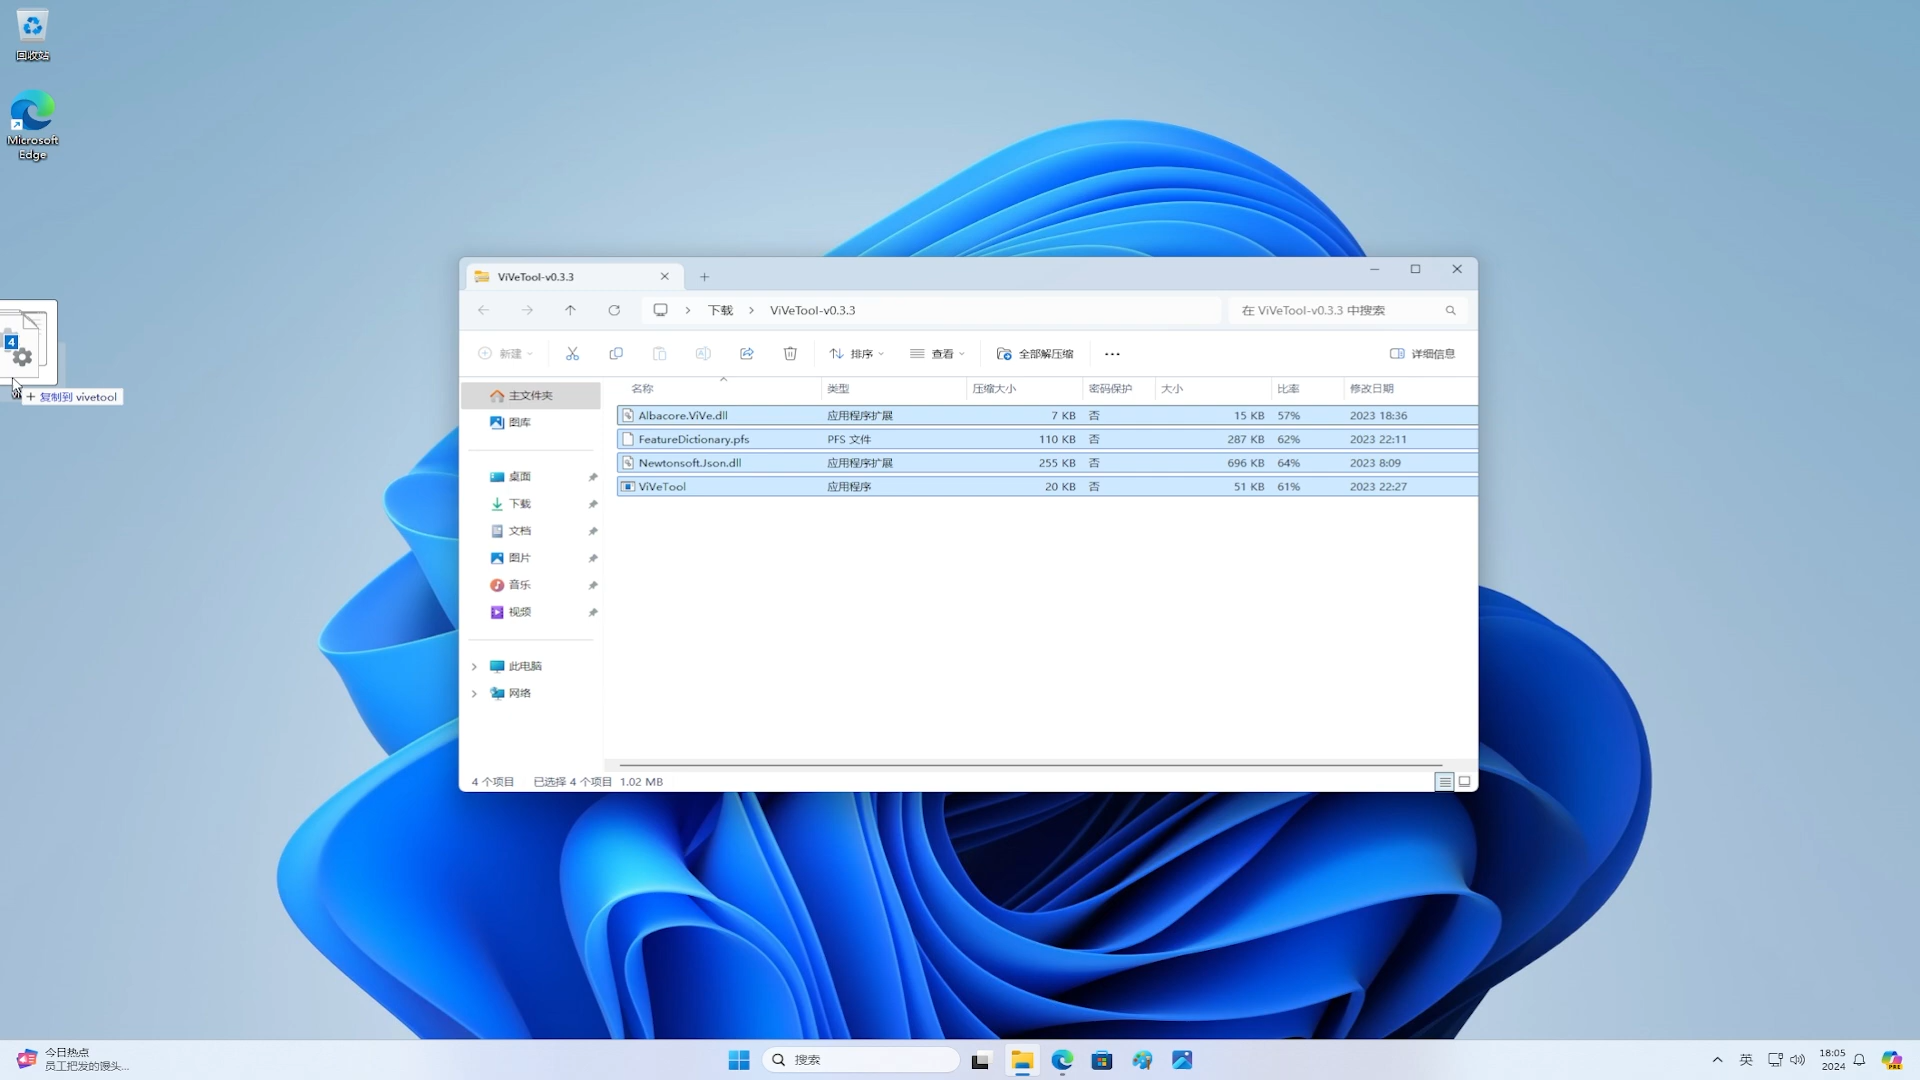 回收站
Microsoft
Edge
4
+ 复制到 vivetool
ViVeTool-v0.3.3
下载
ViVeTool-v0.3.3
在 ViVeTool-v0.3.3 中搜索
新建
排序
查看
全部解压缩
详细信息
主文件夹
图库
桌面
下载
文档
图片
音乐
视频
此电脑
网络
名称 类型 压缩大小 密码保护 大小 比率 修改日期
Albacore.ViVe.dll 应用程序扩展 7 KB 否 15 KB 57% 2023 18:36
FeatureDictionary.pfs PFS 文件 110 KB 否 287 KB 62% 2023 22:11
Newtonsoft.Json.dll 应用程序扩展 255 KB 否 696 KB 64% 2023 8:09
ViVeTool 应用程序 20 KB 否 51 KB 61% 2023 22:27
4 个项目 已选择 4 个项目 1.02 MB
今日热点
员工把发的馒头...
搜索
英
18:05
2024
PRE